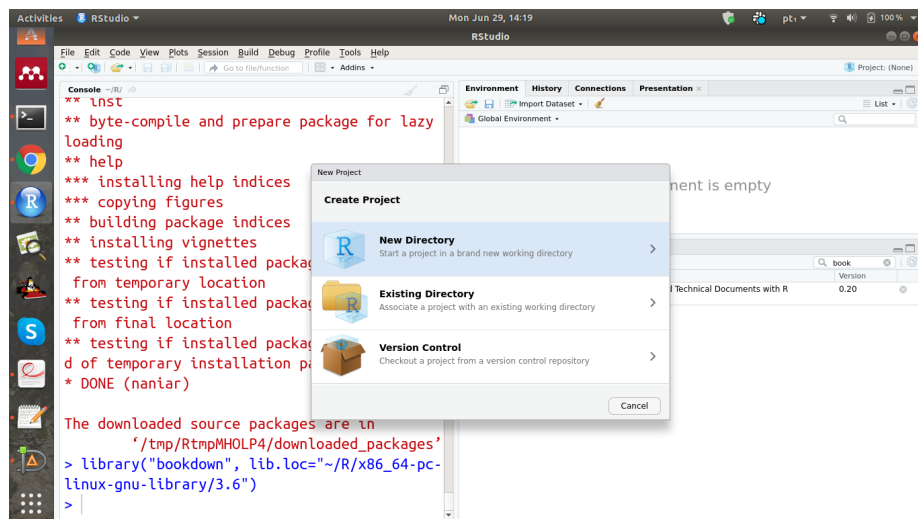 Activities RStudio Mon Jun 29, 14:19 pt₁ 100 %
RStudio
File Edit Code View Plots Session Build Debug Profile Tools Help
Go to file/function Addins Project: (None)
Console ~/R/
** inst
** byte-compile and prepare package for lazy
loading
** help
*** installing help indices
*** copying figures
** building package indices
** installing vignettes
** testing if installed packag
from temporary location
** testing if installed packag
from final location
** testing if installed packag
d of temporary installation pa
* DONE (naniar)
The downloaded source packages are in
‘/tmp/RtmpMHOLP4/downloaded_packages’
> library("bookdown", lib.loc="~/R/x86_64-pc-
linux-gnu-library/3.6")
>
Environment History Connections Presentation
Import Dataset List
Global Environment
ment is empty
book
Version
d Technical Documents with R 0.20
New Project
Create Project
New Directory
Start a project in a brand new working directory
Existing Directory
Associate a project with an existing working directory
Version Control
Checkout a project from a version control repository
Cancel